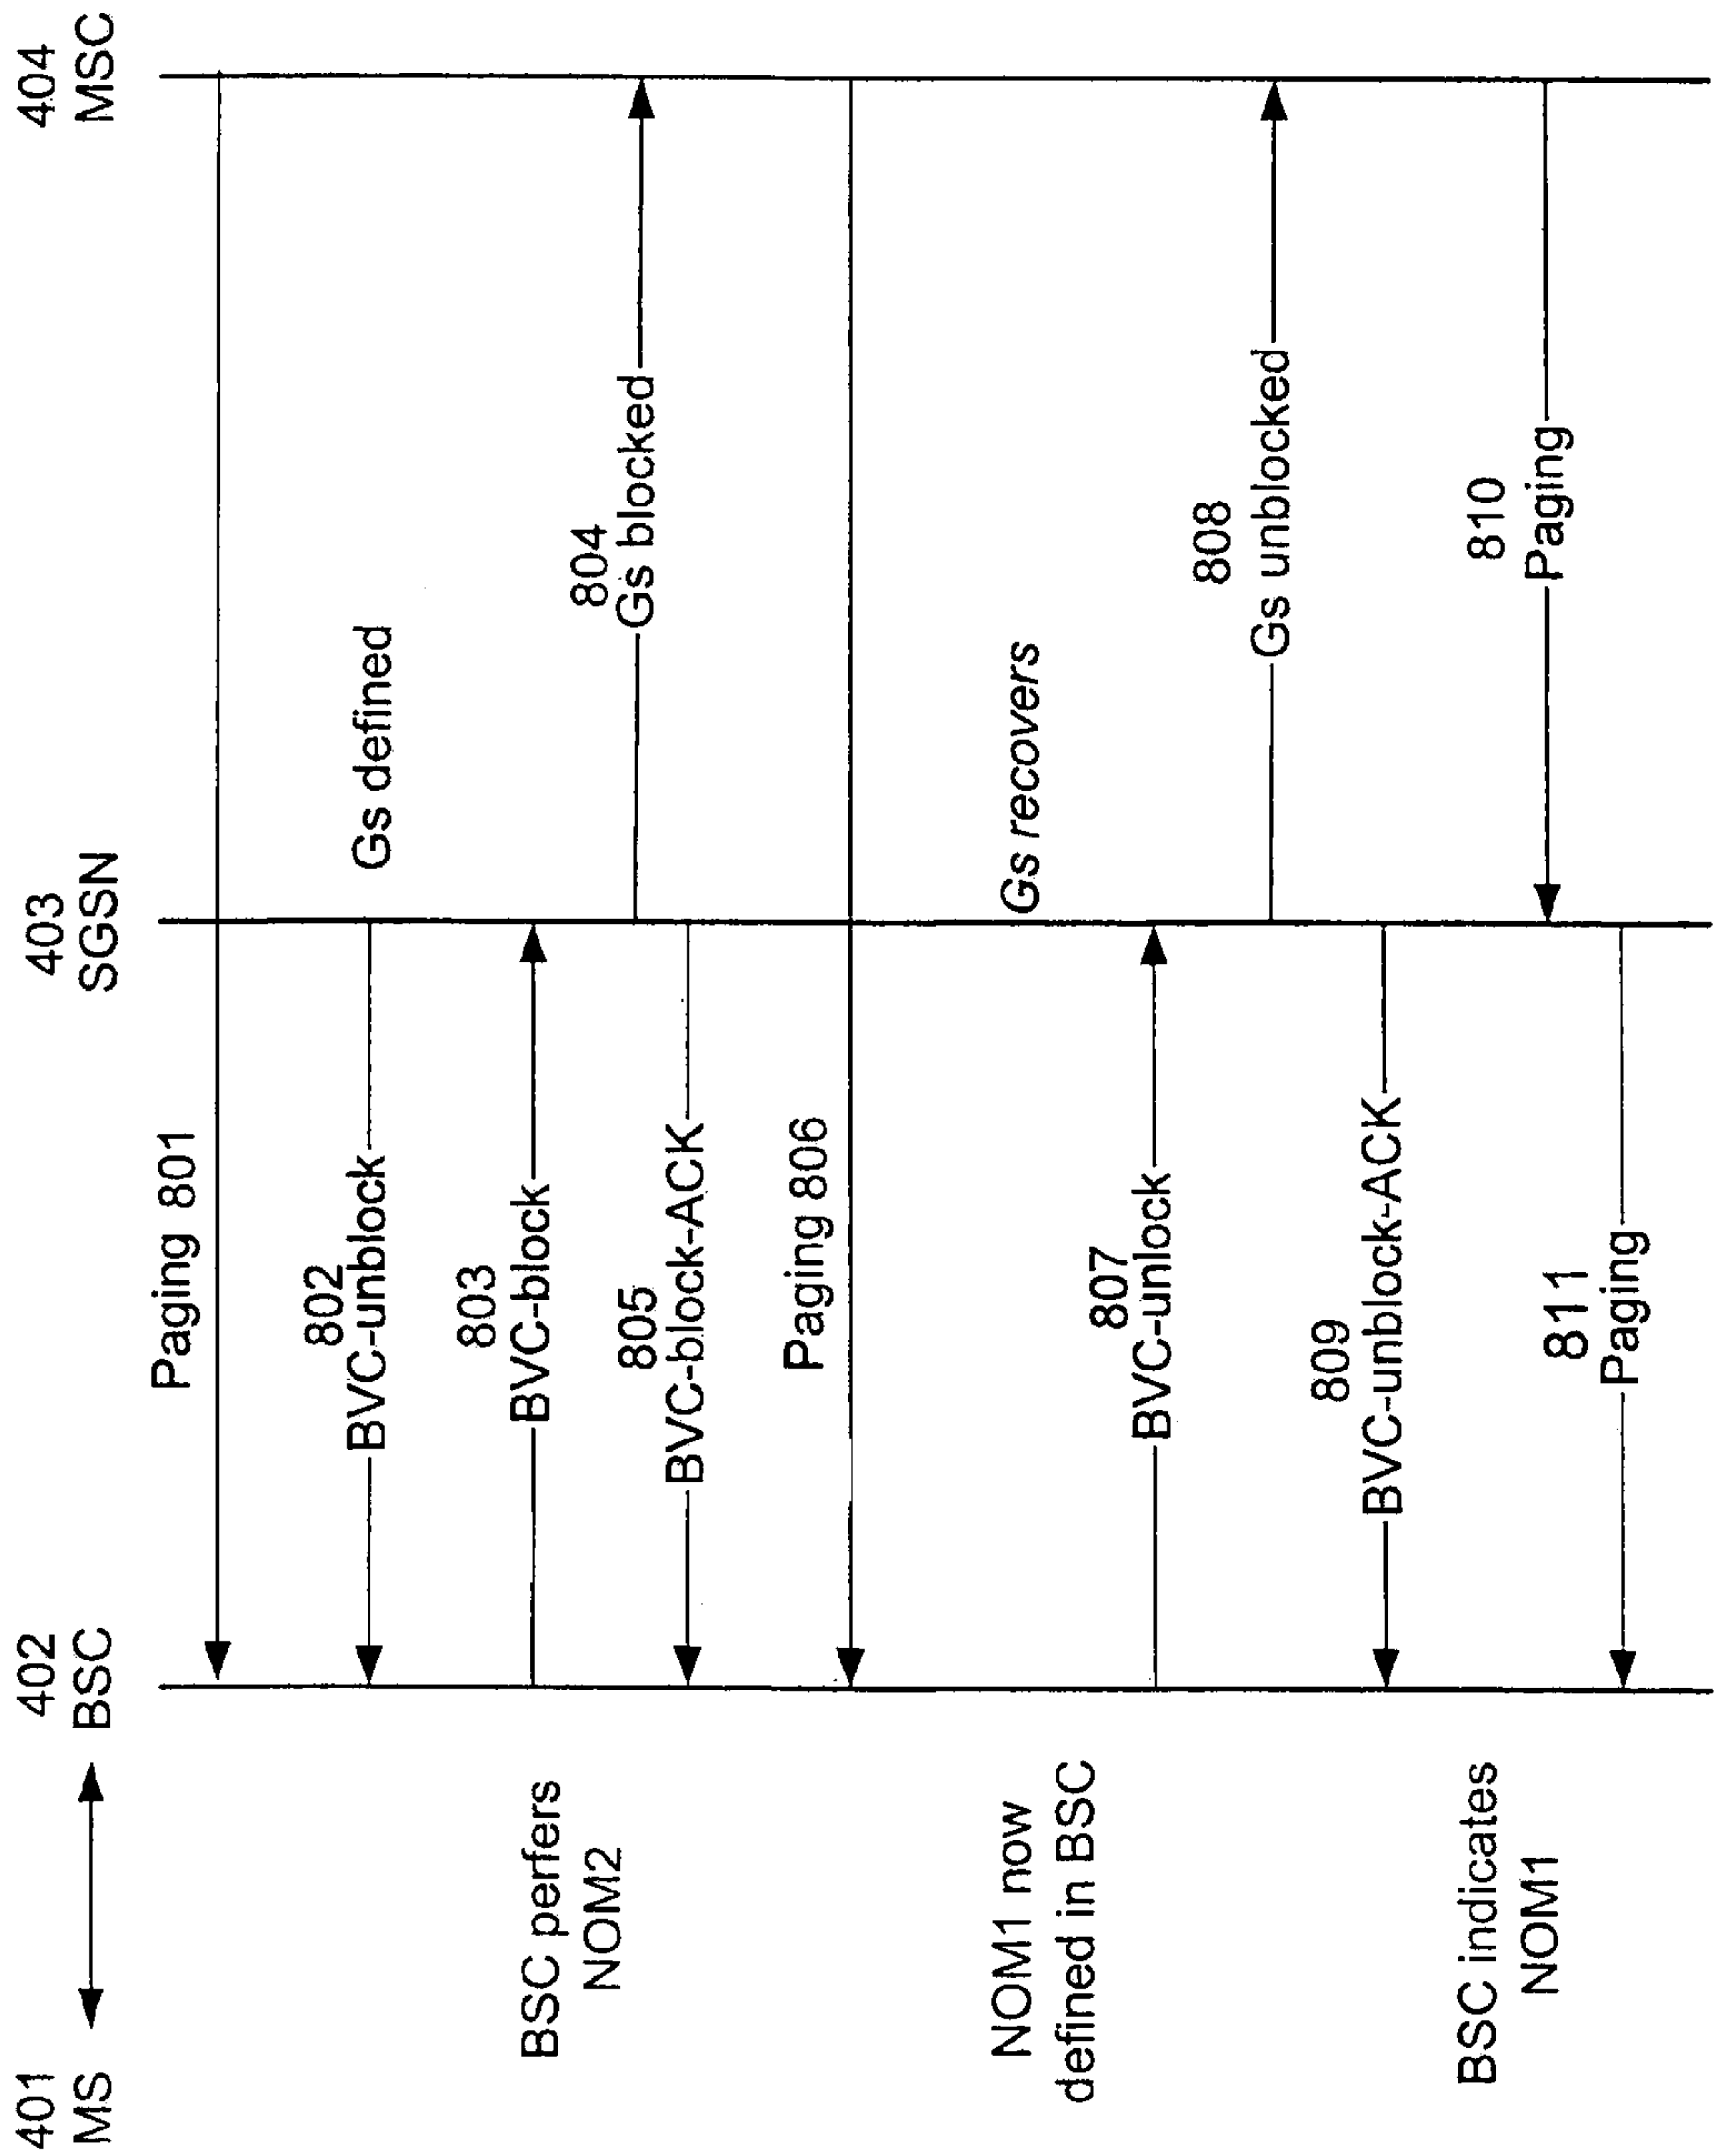 401
MS
402
BSC
403
SGSN
404
MSC
Paging 801
802
BVC-unblock
Gs defined
BSC perfers
NOM2
803
BVC-block
804
Gs blocked
805
BVC-block-ACK
Paging 806
NOM1 now
defined in BSC
Gs recovers
807
BVC-unlock
808
Gs unblocked
809
BVC-unblock-ACK
BSC indicates
NOM1
810
Paging
811
Paging